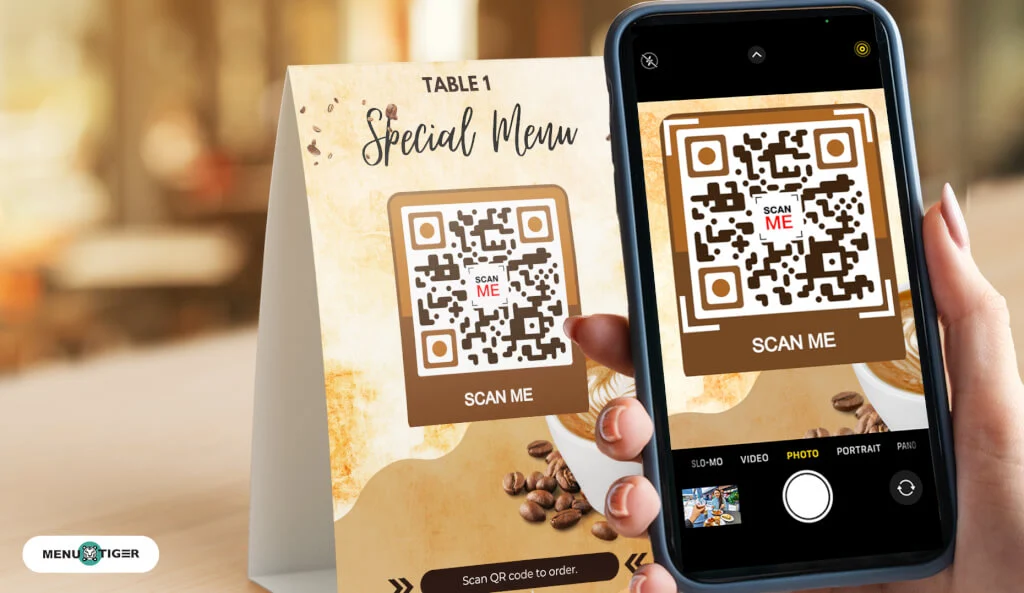 TABLE 1
Special Menu
SCAN
ME
SCAN ME
Scan QR code to order.
SCAN
ME
SCAN ME
SLO-MO VIDEO PHOTO PORTRAIT PANO
MENU TIGER